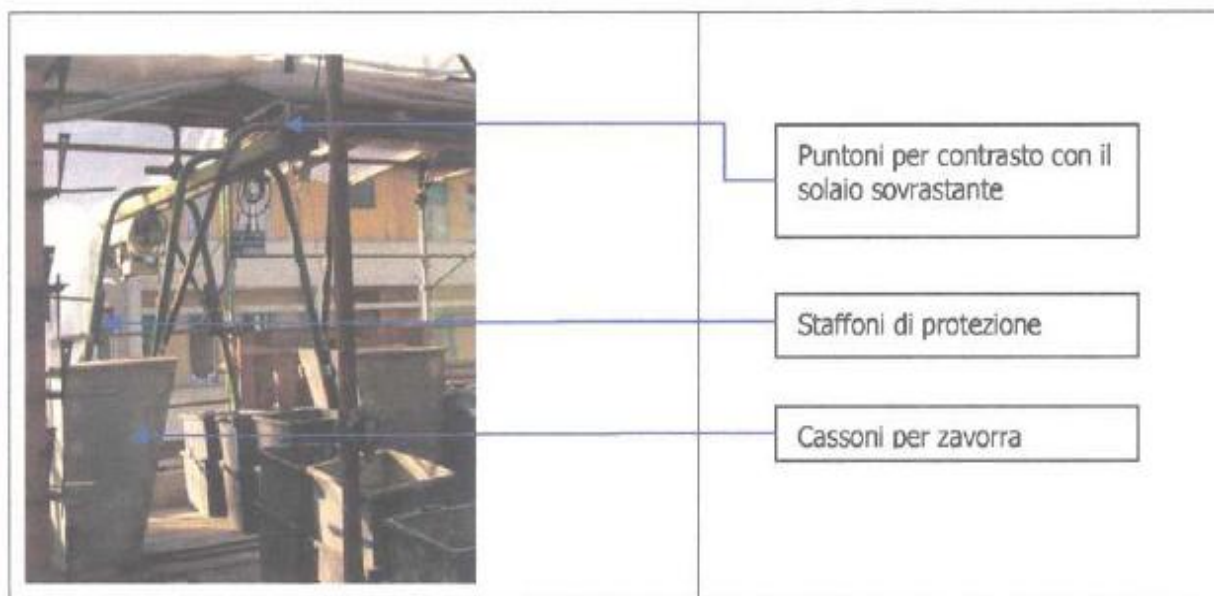 Puntoni per contrasto con il
solaio sovrastante
Staffoni di protezione
Cassoni per zavorra